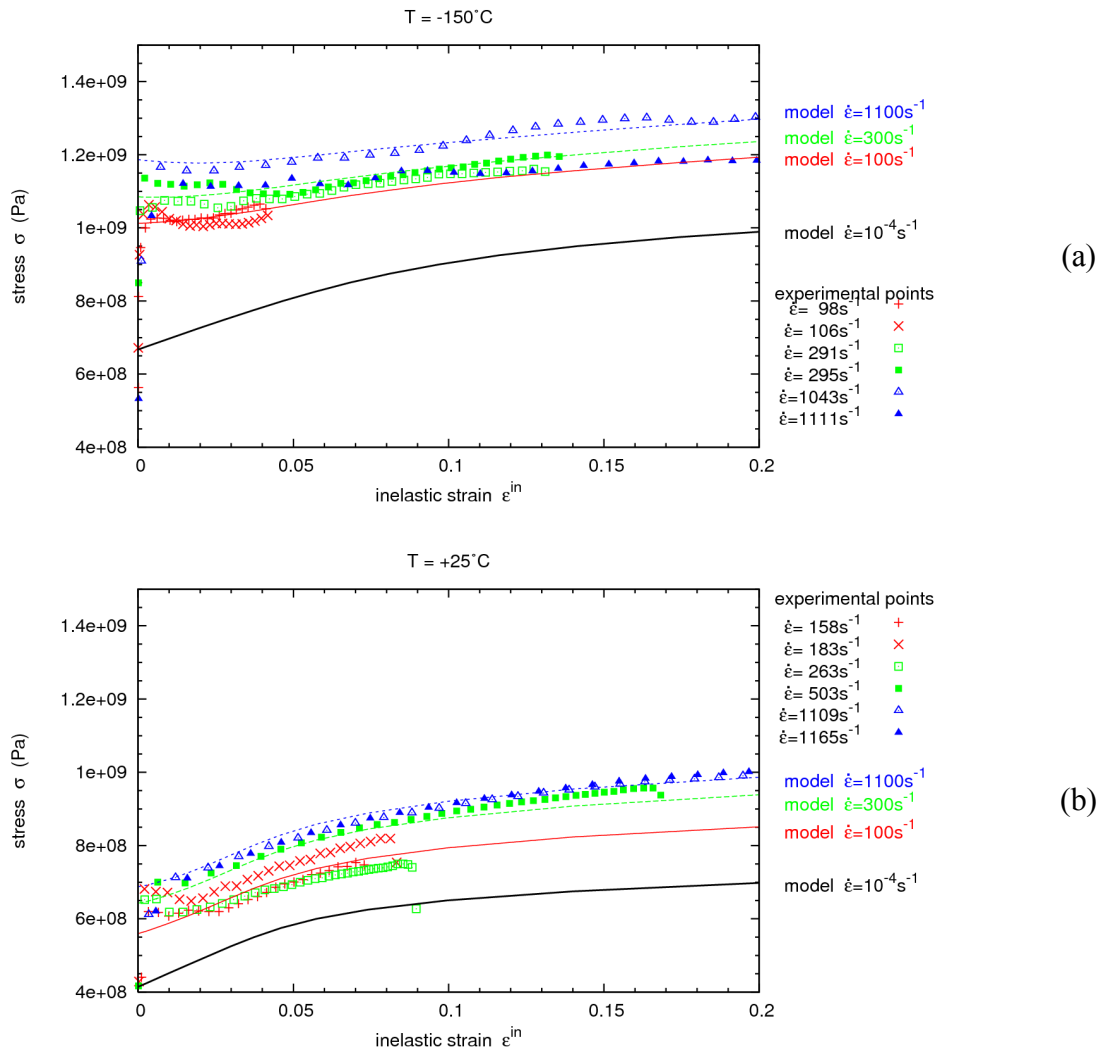 T = -150°C
1.4e+09
1.2e+09
1e+09
8e+08
6e+08
4e+08
stress σ (Pa)
0
0.05
0.1
0.15
0.2
inelastic strain ε^in
model ε̇=1100s^-1
model ε̇=300s^-1
model ε̇=100s^-1
model ε̇=10^-4s^-1
experimental points
ε̇= 98s^-1
ε̇= 106s^-1
ε̇= 291s^-1
ε̇= 295s^-1
ε̇=1043s^-1
ε̇=1111s^-1
(a)
T = +25°C
1.4e+09
1.2e+09
1e+09
8e+08
6e+08
4e+08
stress σ (Pa)
0
0.05
0.1
0.15
0.2
inelastic strain ε^in
experimental points
ε̇= 158s^-1
ε̇= 183s^-1
ε̇= 263s^-1
ε̇= 503s^-1
ε̇=1109s^-1
ε̇=1165s^-1
model ε̇=1100s^-1
model ε̇=300s^-1
model ε̇=100s^-1
model ε̇=10^-4s^-1
(b)